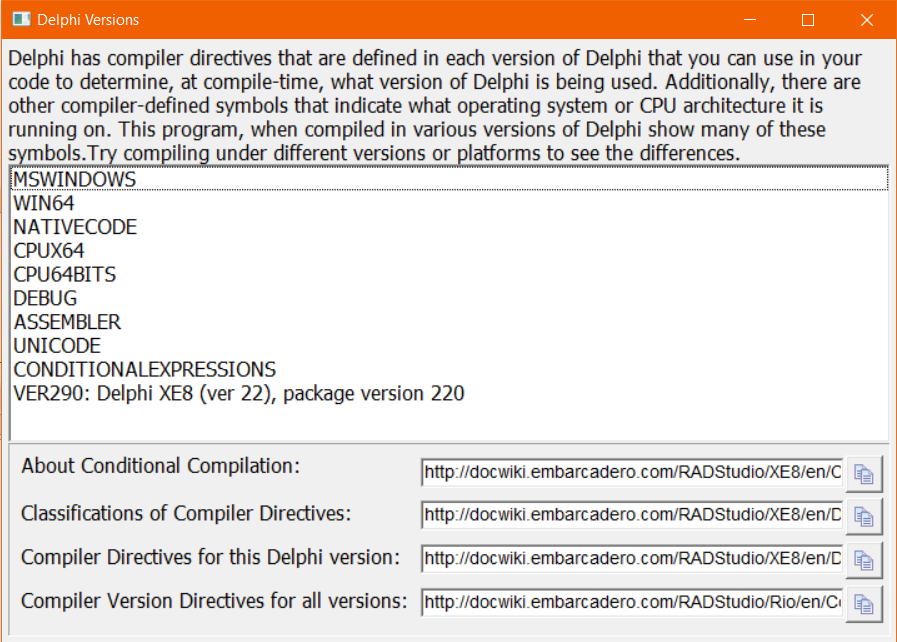 Delphi Versions
Delphi has compiler directives that are defined in each version of Delphi that you can use in your
code to determine, at compile-time, what version of Delphi is being used. Additionally, there are
other compiler-defined symbols that indicate what operating system or CPU architecture it is
running on. This program, when compiled in various versions of Delphi show many of these
symbols.Try compiling under different versions or platforms to see the differences.
MSWINDOWS
WIN64
NATIVECODE
CPUX64
CPU64BITS
DEBUG
ASSEMBLER
UNICODE
CONDITIONALEXPRESSIONS
VER290: Delphi XE8 (ver 22), package version 220
About Conditional Compilation: http://docwiki.embarcadero.com/RADStudio/XE8/en/C
Classifications of Compiler Directives: http://docwiki.embarcadero.com/RADStudio/XE8/en/D
Compiler Directives for this Delphi version: http://docwiki.embarcadero.com/RADStudio/XE8/en/D
Compiler Version Directives for all versions: http://docwiki.embarcadero.com/RADStudio/Rio/en/Co